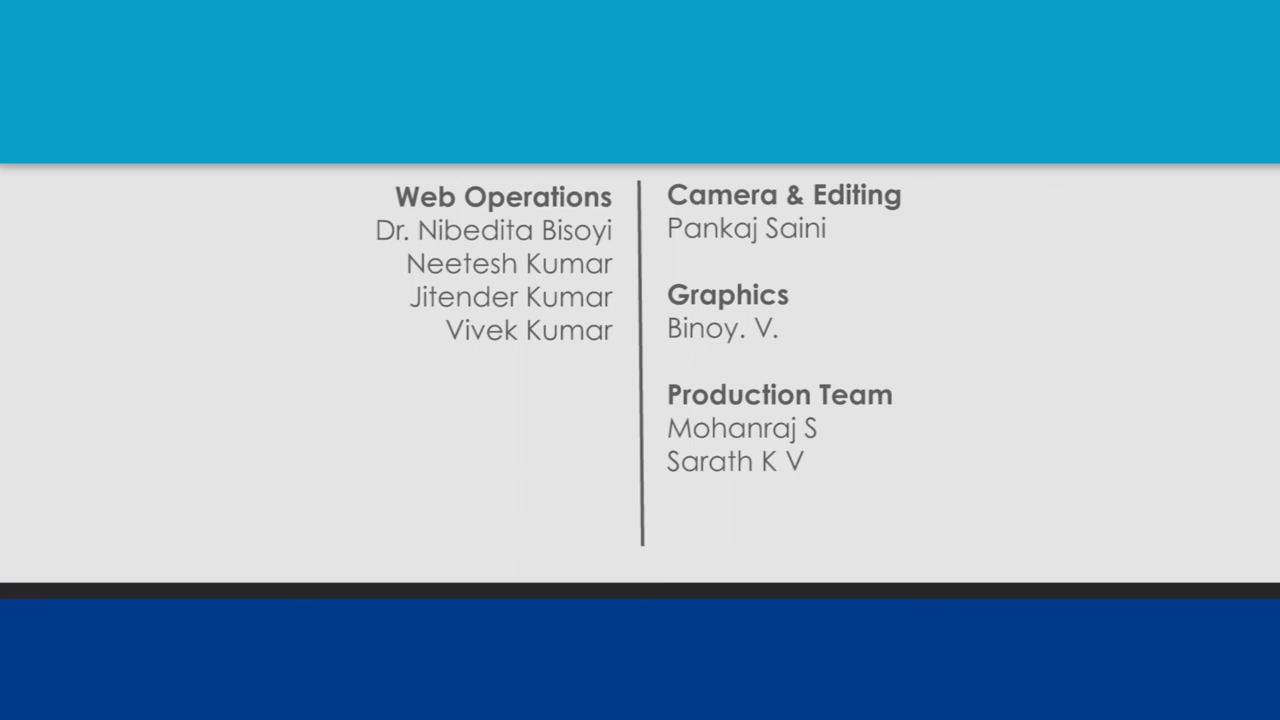 Web Operations
Dr. Nibedita Bisoyi
Neetesh Kumar
Jitender Kumar
Vivek Kumar
Camera & Editing
Pankaj Saini
Graphics
Binoy. V.
Production Team
Mohanraj S
Sarath K V